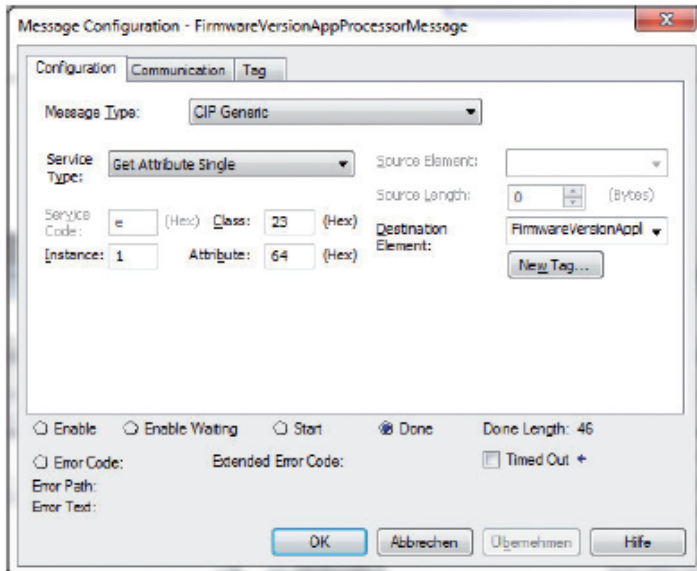 Message Configuration - FirmwareVersionAppProcessorMessage
Configuration Communication Tag
Message Type: CIP Generic
Service Type: Get Attribute Single
Source Element:
Source Length: 0 (Bytes)
Service Code: e (Hex) Class: 23 (Hex)
Destination Element: FirmwareVersionAppl
Instance: 1 Attribute: 64 (Hex)
New Tag...
Enable Enable Waiting Start Done Done Length: 46
Error Code: Extended Error Code: Timed Out
Error Path:
Error Text:
OK Abbrechen Übernehmen Hilfe